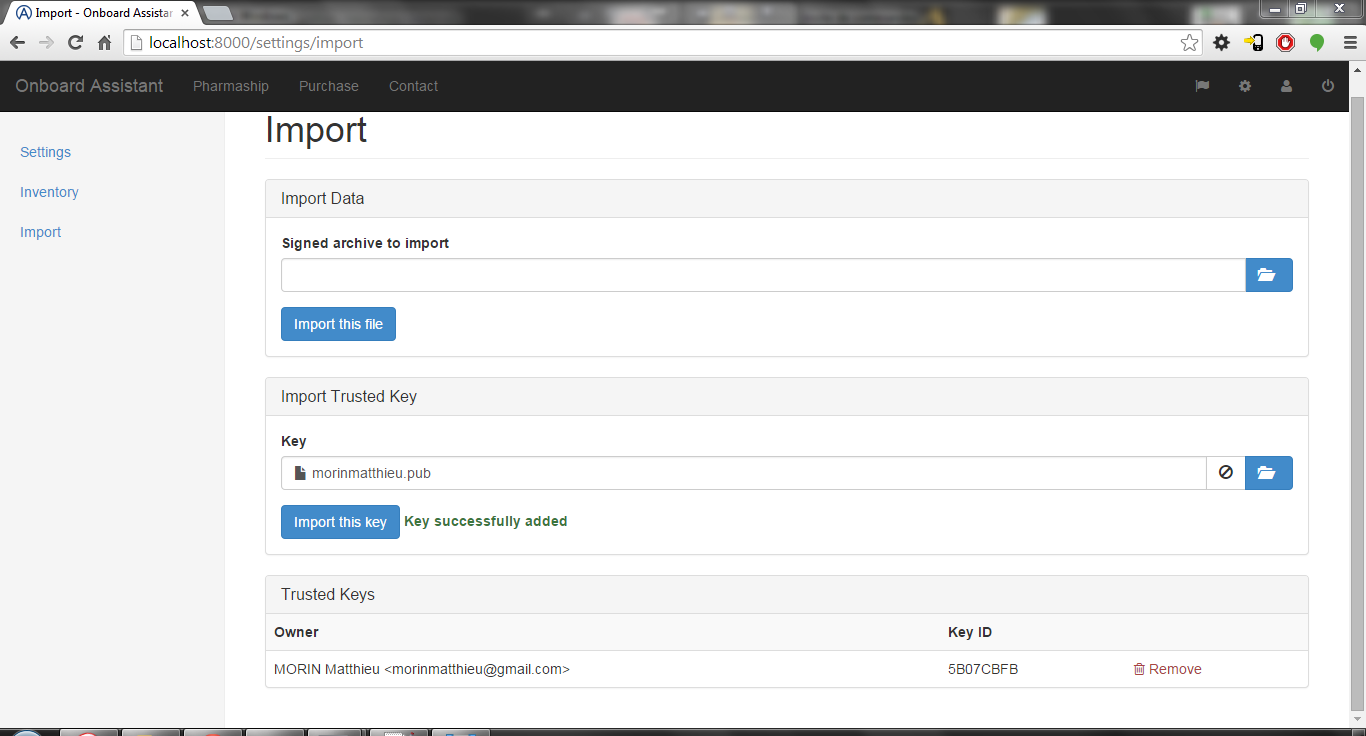 Import - Onboard Assistar
localhost:8000/settings/import
Onboard Assistant Pharmaship Purchase Contact
Settings
Inventory
Import
Import
Import Data
Signed archive to import
Import this file
Import Trusted Key
Key
morinmatthieu.pub
Import this key Key successfully added
Trusted Keys
Owner Key ID
MORIN Matthieu <morinmatthieu@gmail.com> 5B07CBFB Remove